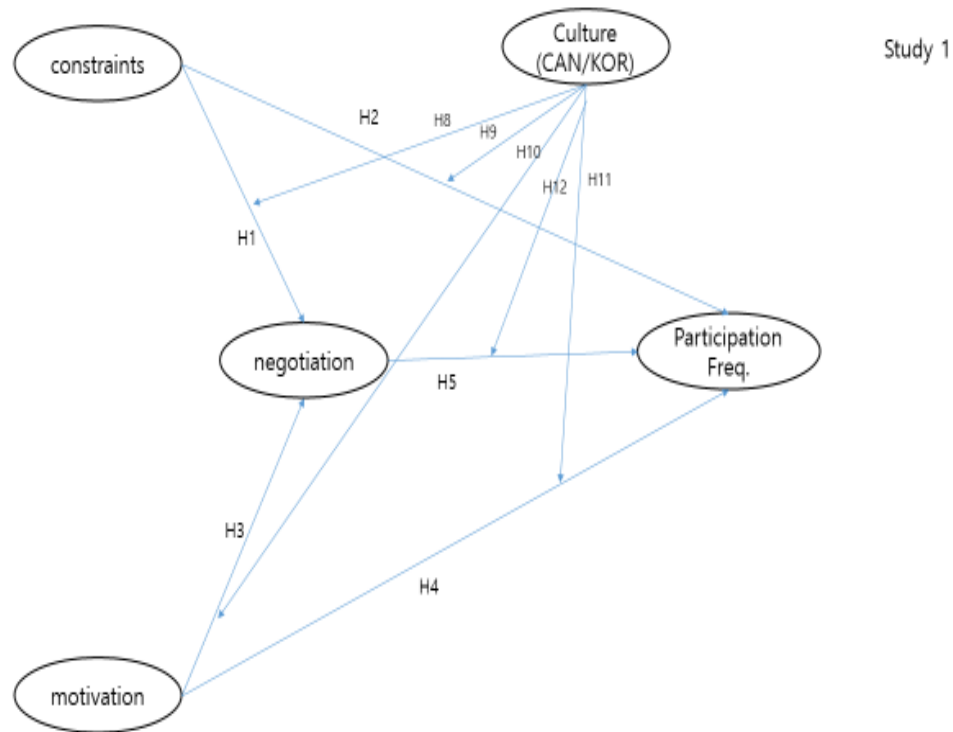 Culture
(CAN/KOR)
Study 1
constraints
H2
H8
H9
H10
H12
H11
H1
negotiation
Participation
Freq.
H5
H3
H4
motivation